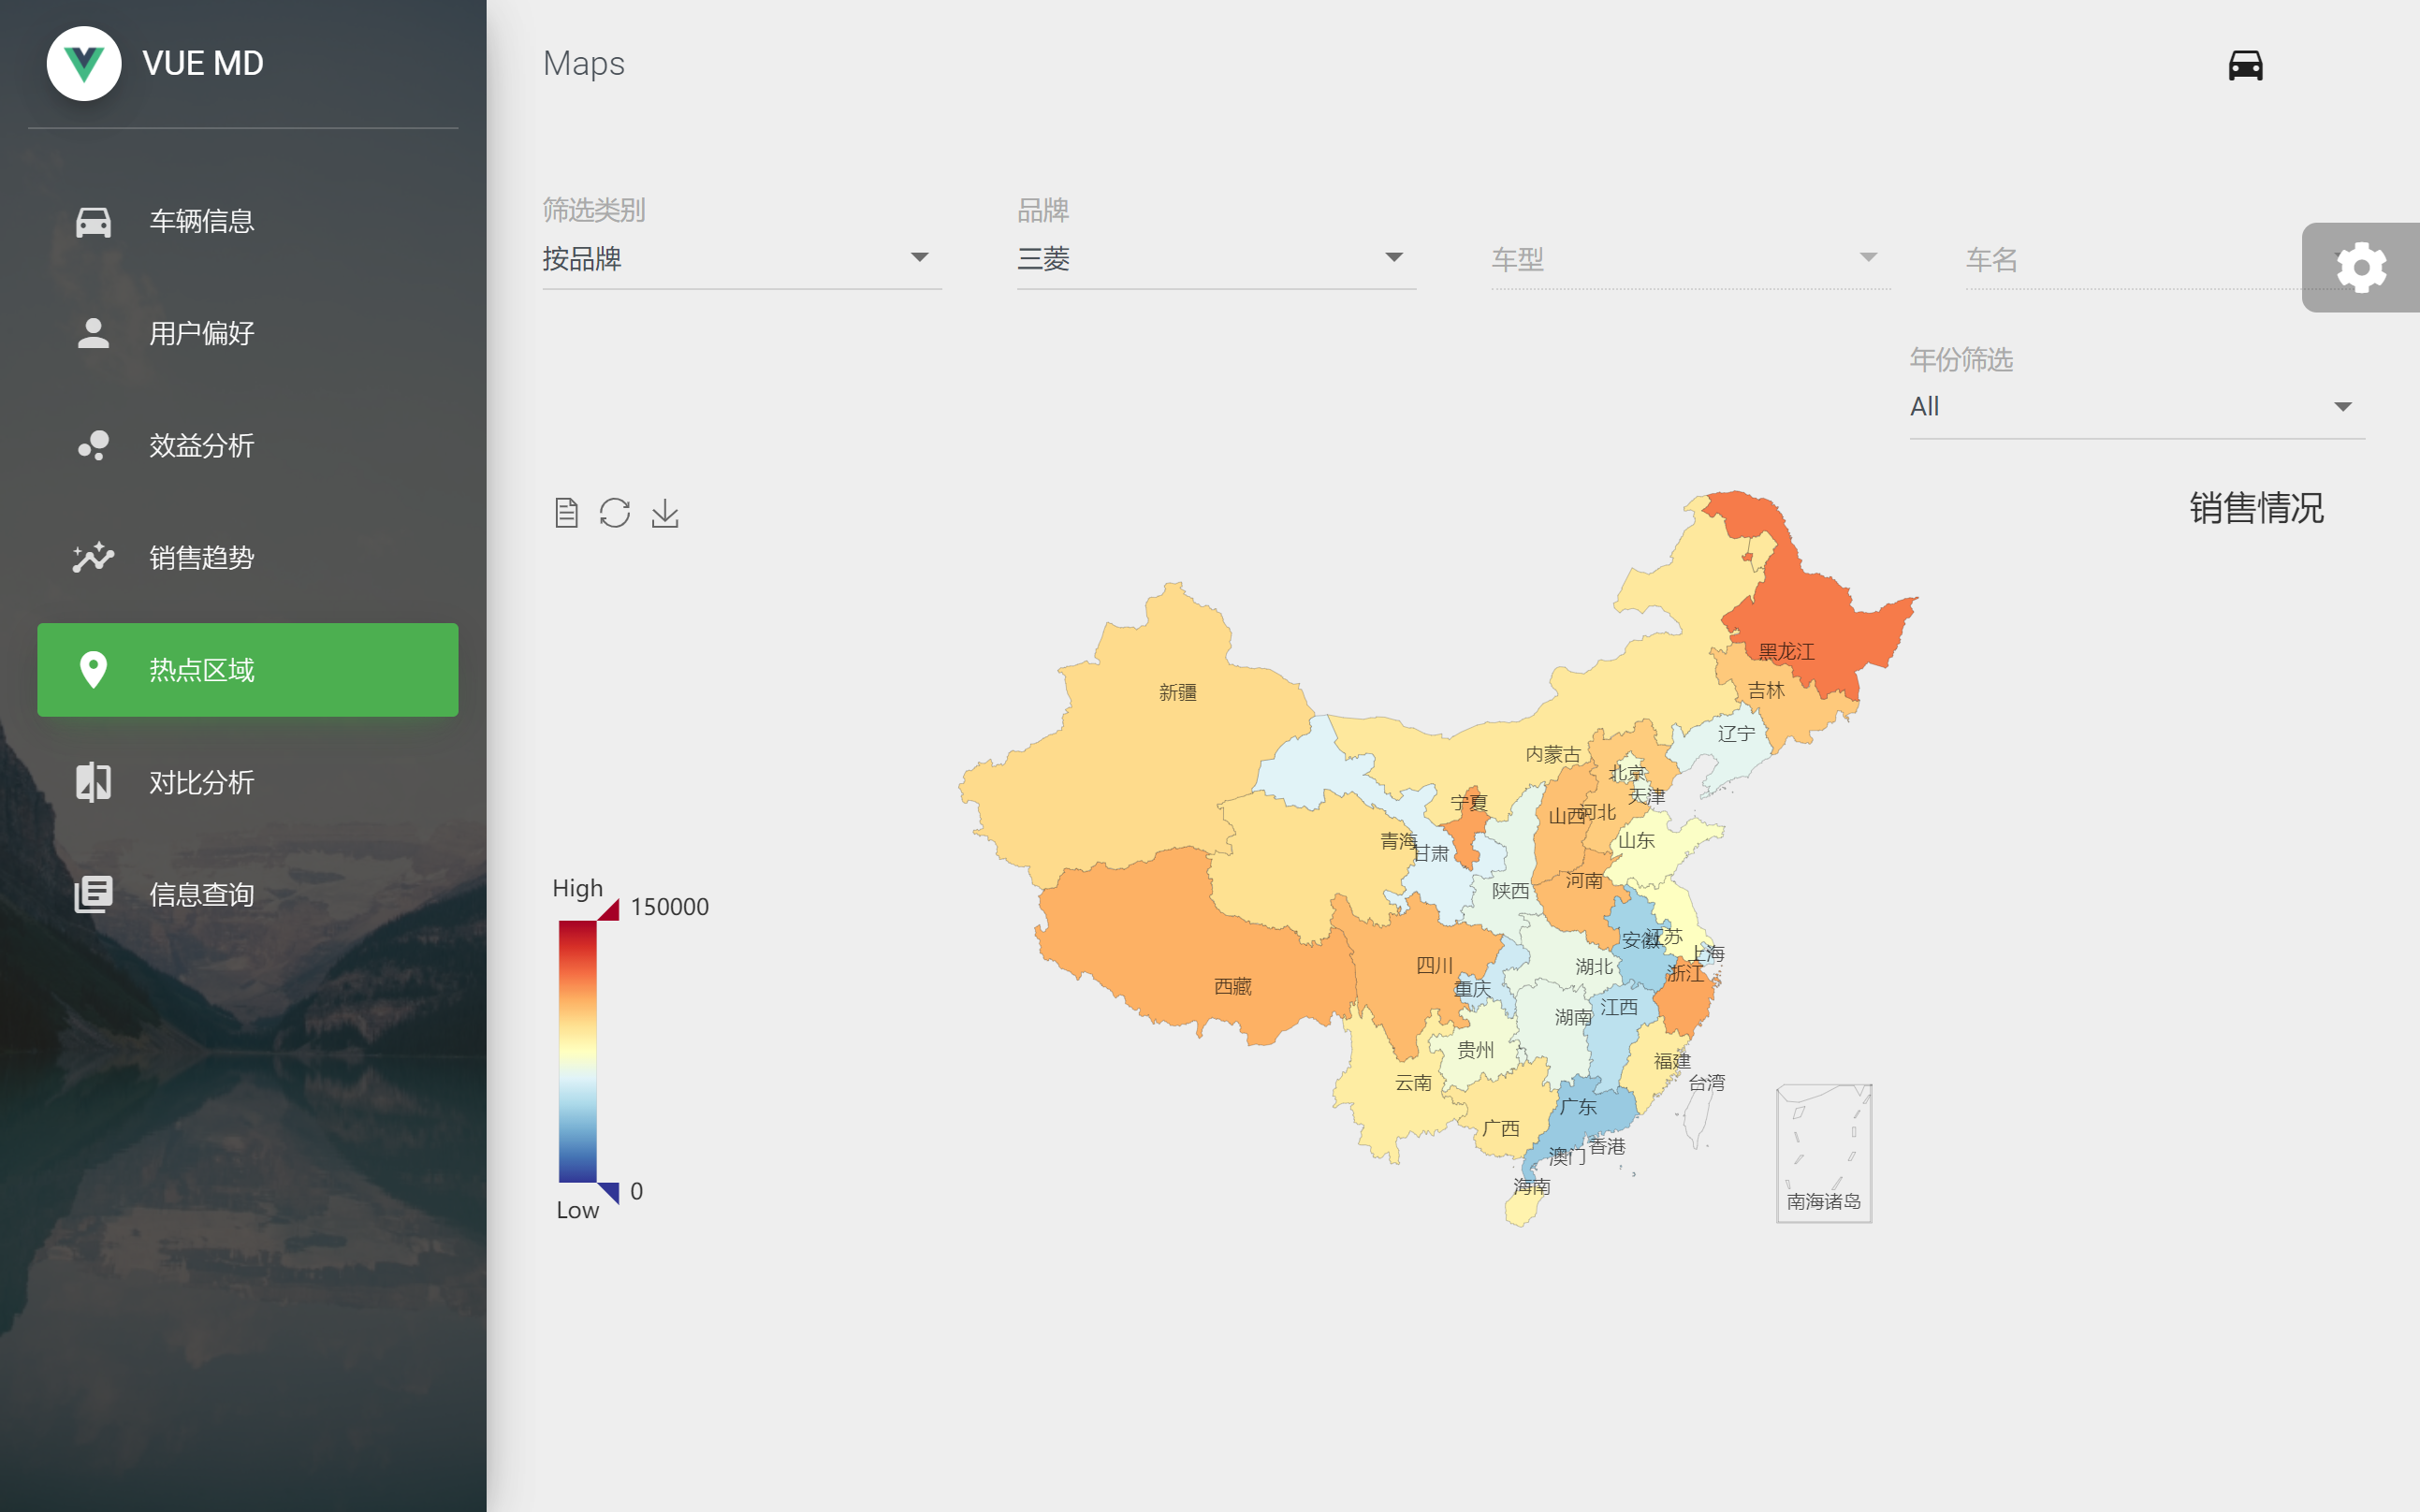 VUE MD
车辆信息
用户偏好
效益分析
销售趋势
热点区域
对比分析
信息查询
Maps
筛选类别
按品牌
品牌
三菱
车型
车名
年份筛选
All
销售情况
High
150000
0
Low
黑龙江
吉林
辽宁
新疆
内蒙古
北京
天津
宁夏
山西
河北
山东
青海
甘肃
陕西
河南
安徽
江苏
上海
四川
湖北
浙江
西藏
重庆
江西
湖南
贵州
福建
云南
台湾
广东
广西
香港
澳门
海南
南海诸岛